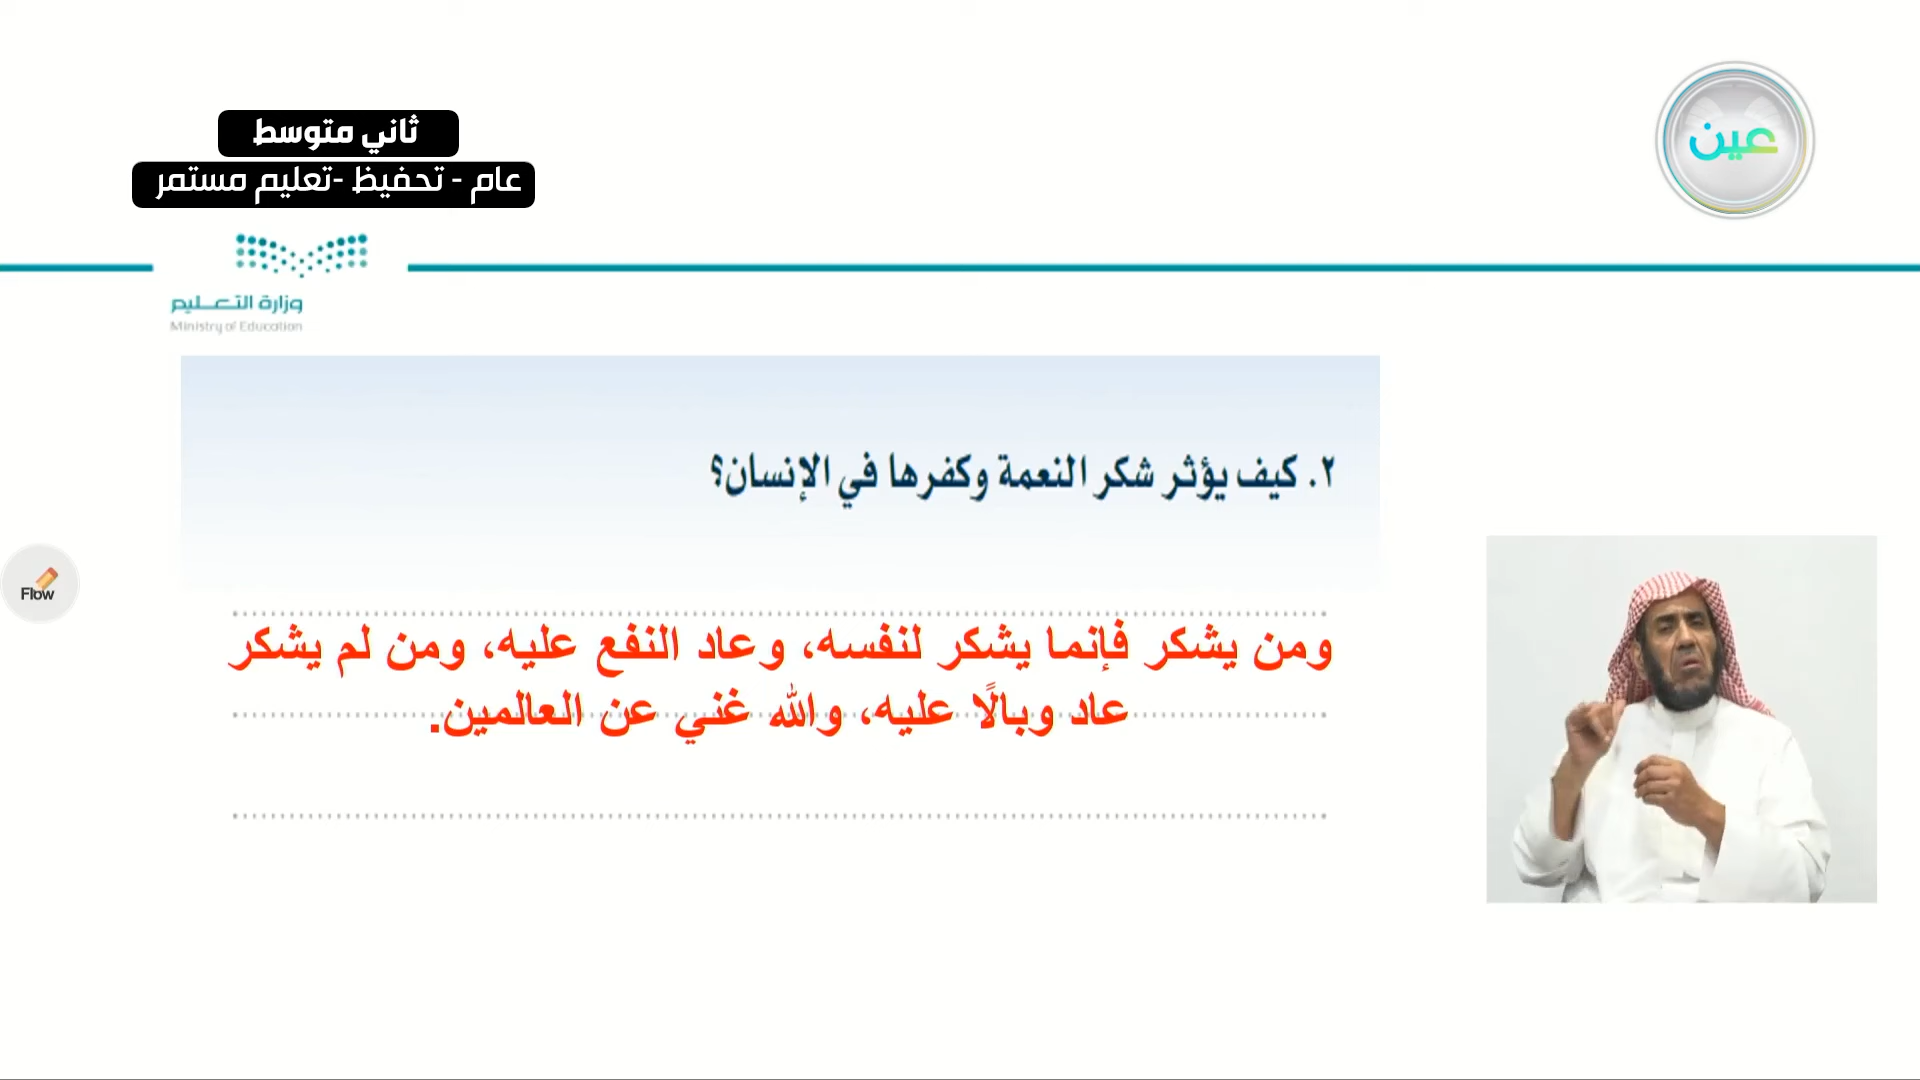 ثاني متوسط
عام - تحفيظ -تعليم مستمر
عين
وزارة التعليم
Ministry of Education
٢. كيف يؤثر شكر النعمة وكفرها في الإنسان؟
Flow
ومن يشكر فإنما يشكر لنفسه، وعاد النفع عليه، ومن لم يشكر
عاد وبالًا عليه، والله غني عن العالمين.